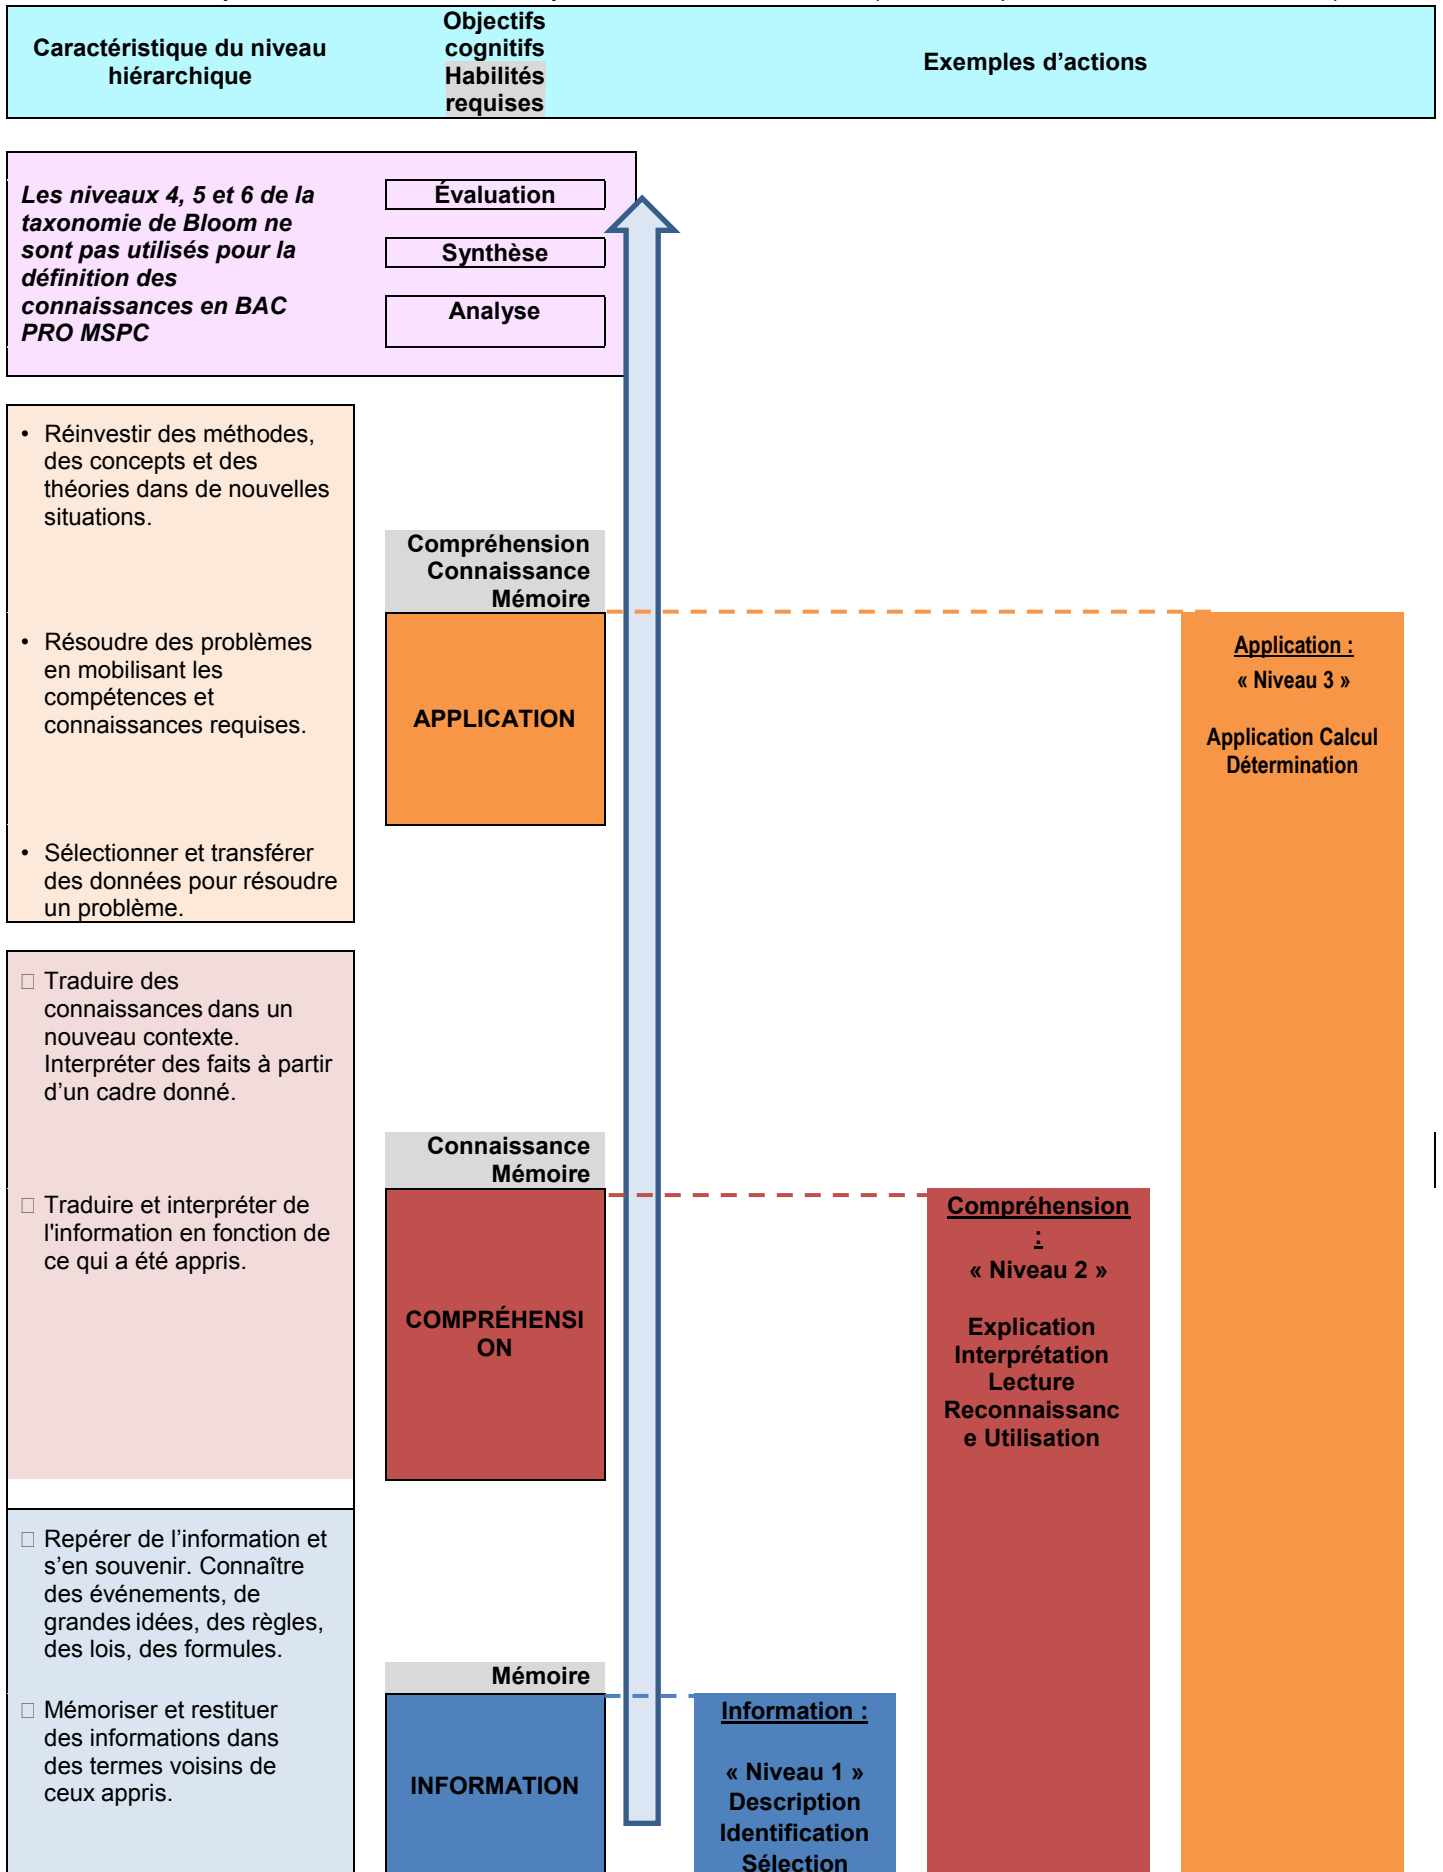 Caractéristique du niveau
hiérarchique
Objectifs
cognitifs
Habilités
requises
Exemples d’actions
Les niveaux 4, 5 et 6 de la
taxonomie de Bloom ne
sont pas utilisés pour la
définition des
connaissances en BAC
PRO MSPC
Évaluation
Synthèse
Analyse
• Réinvestir des méthodes,
des concepts et des
théories dans de nouvelles
situations.
• Résoudre des problèmes
en mobilisant les
compétences et
connaissances requises.
• Sélectionner et transférer
des données pour résoudre
un problème.
Compréhension
Connaissance
Mémoire
APPLICATION
Application :
« Niveau 3 »
Application Calcul
Détermination
Traduire des
connaissances dans un
nouveau contexte.
Interpréter des faits à partir
d’un cadre donné.
Traduire et interpréter de
l'information en fonction de
ce qui a été appris.
Connaissance
Mémoire
COMPRÉHENSI
ON
Compréhension
:
« Niveau 2 »
Explication
Interprétation
Lecture
Reconnaissanc
e Utilisation
Repérer de l’information et
s’en souvenir. Connaître
des événements, de
grandes idées, des règles,
des lois, des formules.
Mémoriser et restituer
des informations dans
des termes voisins de
ceux appris.
Mémoire
INFORMATION
Information :
« Niveau 1 »
Description
Identification
Sélection